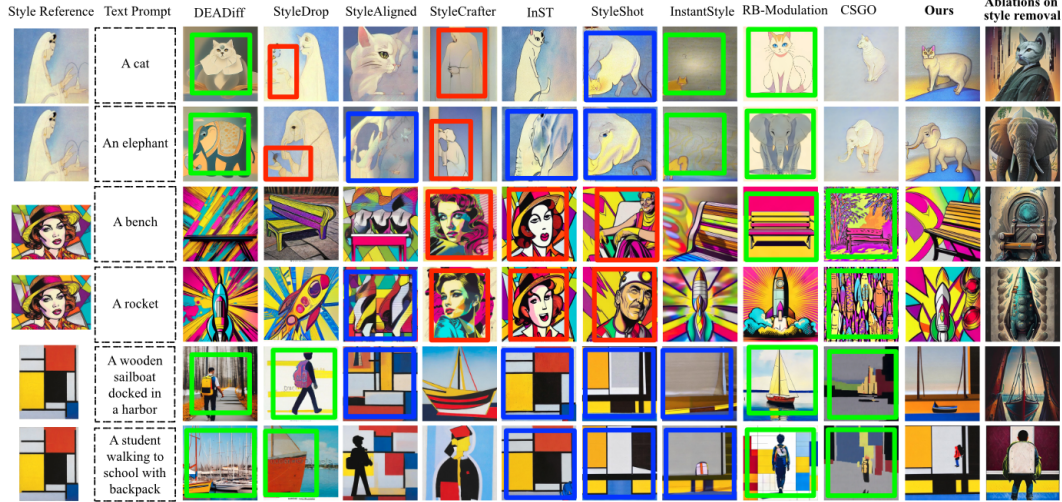 Style Reference Text Prompt DEADiff StyleDrop StyleAligned StyleCrafter InST StyleShot InstantStyle RB-Modulation CSGO Ours Ablations on
style removal
A cat
An elephant
A bench
A rocket
A wooden
sailboat
docked in
a harbor
A student
walking to
school with
backpack